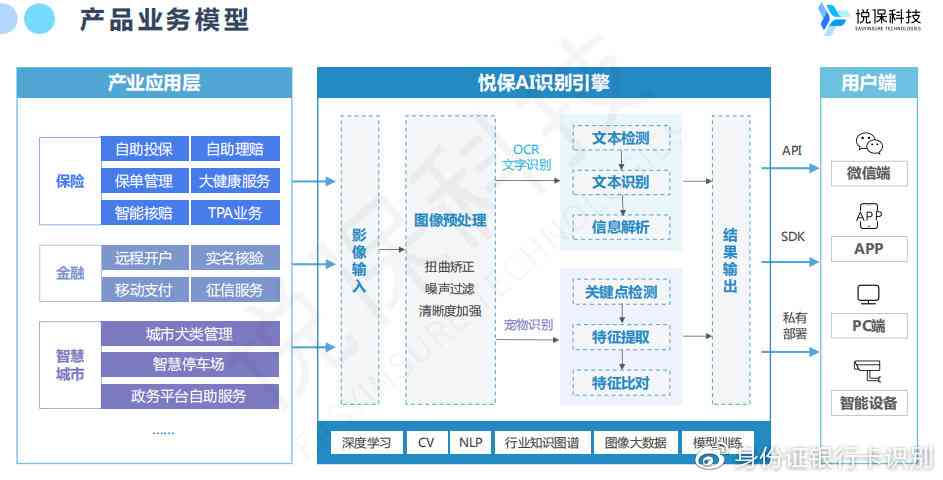 产品业务模型
悦保科技
EASYINSURE TECHNOLOGIES
产业应用层
保险
自助投保
自助理赔
保单管理
大健康服务
智能核赔
TPA业务
金融
远程开户
实名核验
移动支付
征信服务
智慧
城市
城市犬类管理
智慧停车场
政务平台自助服务
......
悦保AI识别引擎
影像输入
图像预处理
扭曲矫正
噪声过滤
清晰度加强
OCR
文字识别
文本检测
文本识别
信息解析
宠物识别
关键点检测
特征提取
特征比对
结果输出
深度学习
CV
NLP
行业知识图谱
图像大数据
模型训练
API
SDK
私有
部署
用户端
微信端
APP
APP
PC端
智能设备
悦保科技
EASYINSURE TECHNOLOGIES
身份证银行卡识别